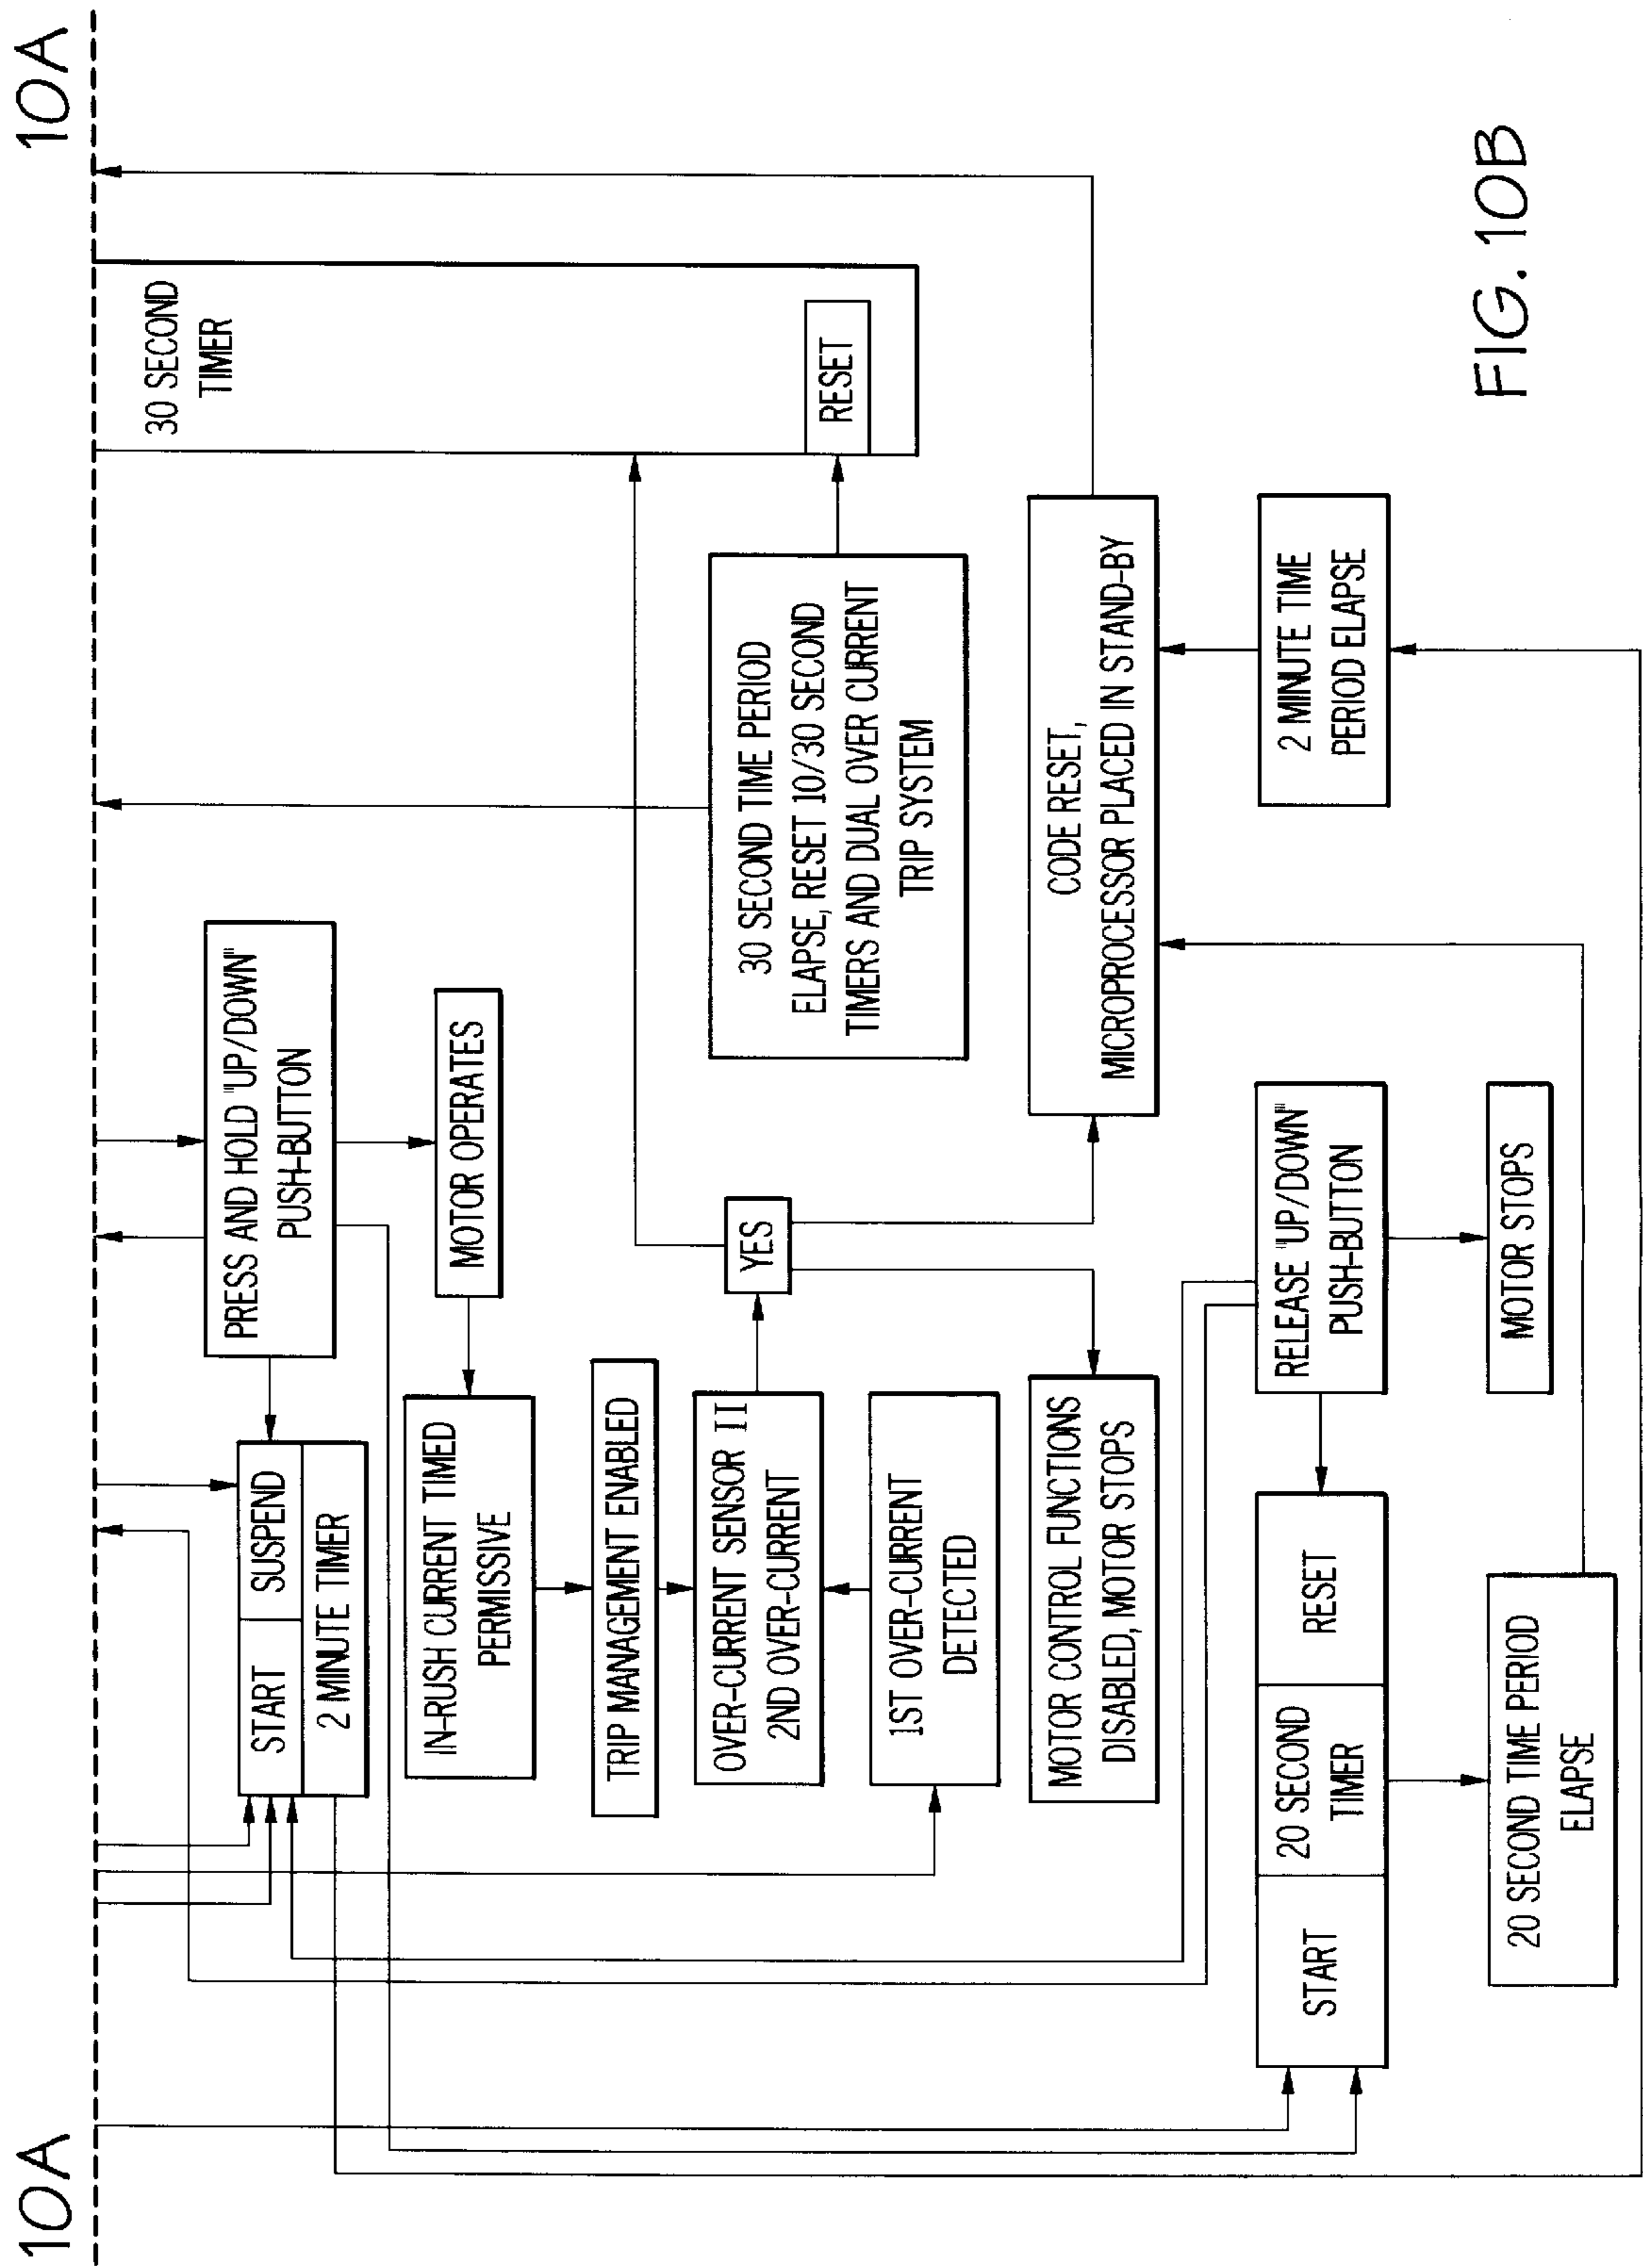 10A
10A
30 SECOND
TIMER
RESET
PRESS AND HOLD "UP/DOWN"
PUSH-BUTTON
START
SUSPEND
2 MINUTE TIMER
MOTOR OPERATES
IN-RUSH CURRENT TIMED
PERMISSIVE
TRIP MANAGEMENT ENABLED
OVER-CURRENT SENSOR II
2ND OVER-CURRENT
YES
1ST OVER-CURRENT
DETECTED
30 SECOND TIME PERIOD
ELAPSE, RESET 10/30 SECOND
TIMERS AND DUAL OVER CURRENT
TRIP SYSTEM
MOTOR CONTROL FUNCTIONS
DISABLED, MOTOR STOPS
CODE RESET,
MICROPROCESSOR PLACED IN STAND-BY
START
20 SECOND
TIMER
RESET
RELEASE "UP/DOWN"
PUSH-BUTTON
2 MINUTE TIME
PERIOD ELAPSE
20 SECOND TIME PERIOD
ELAPSE
MOTOR STOPS
FIG. 10B